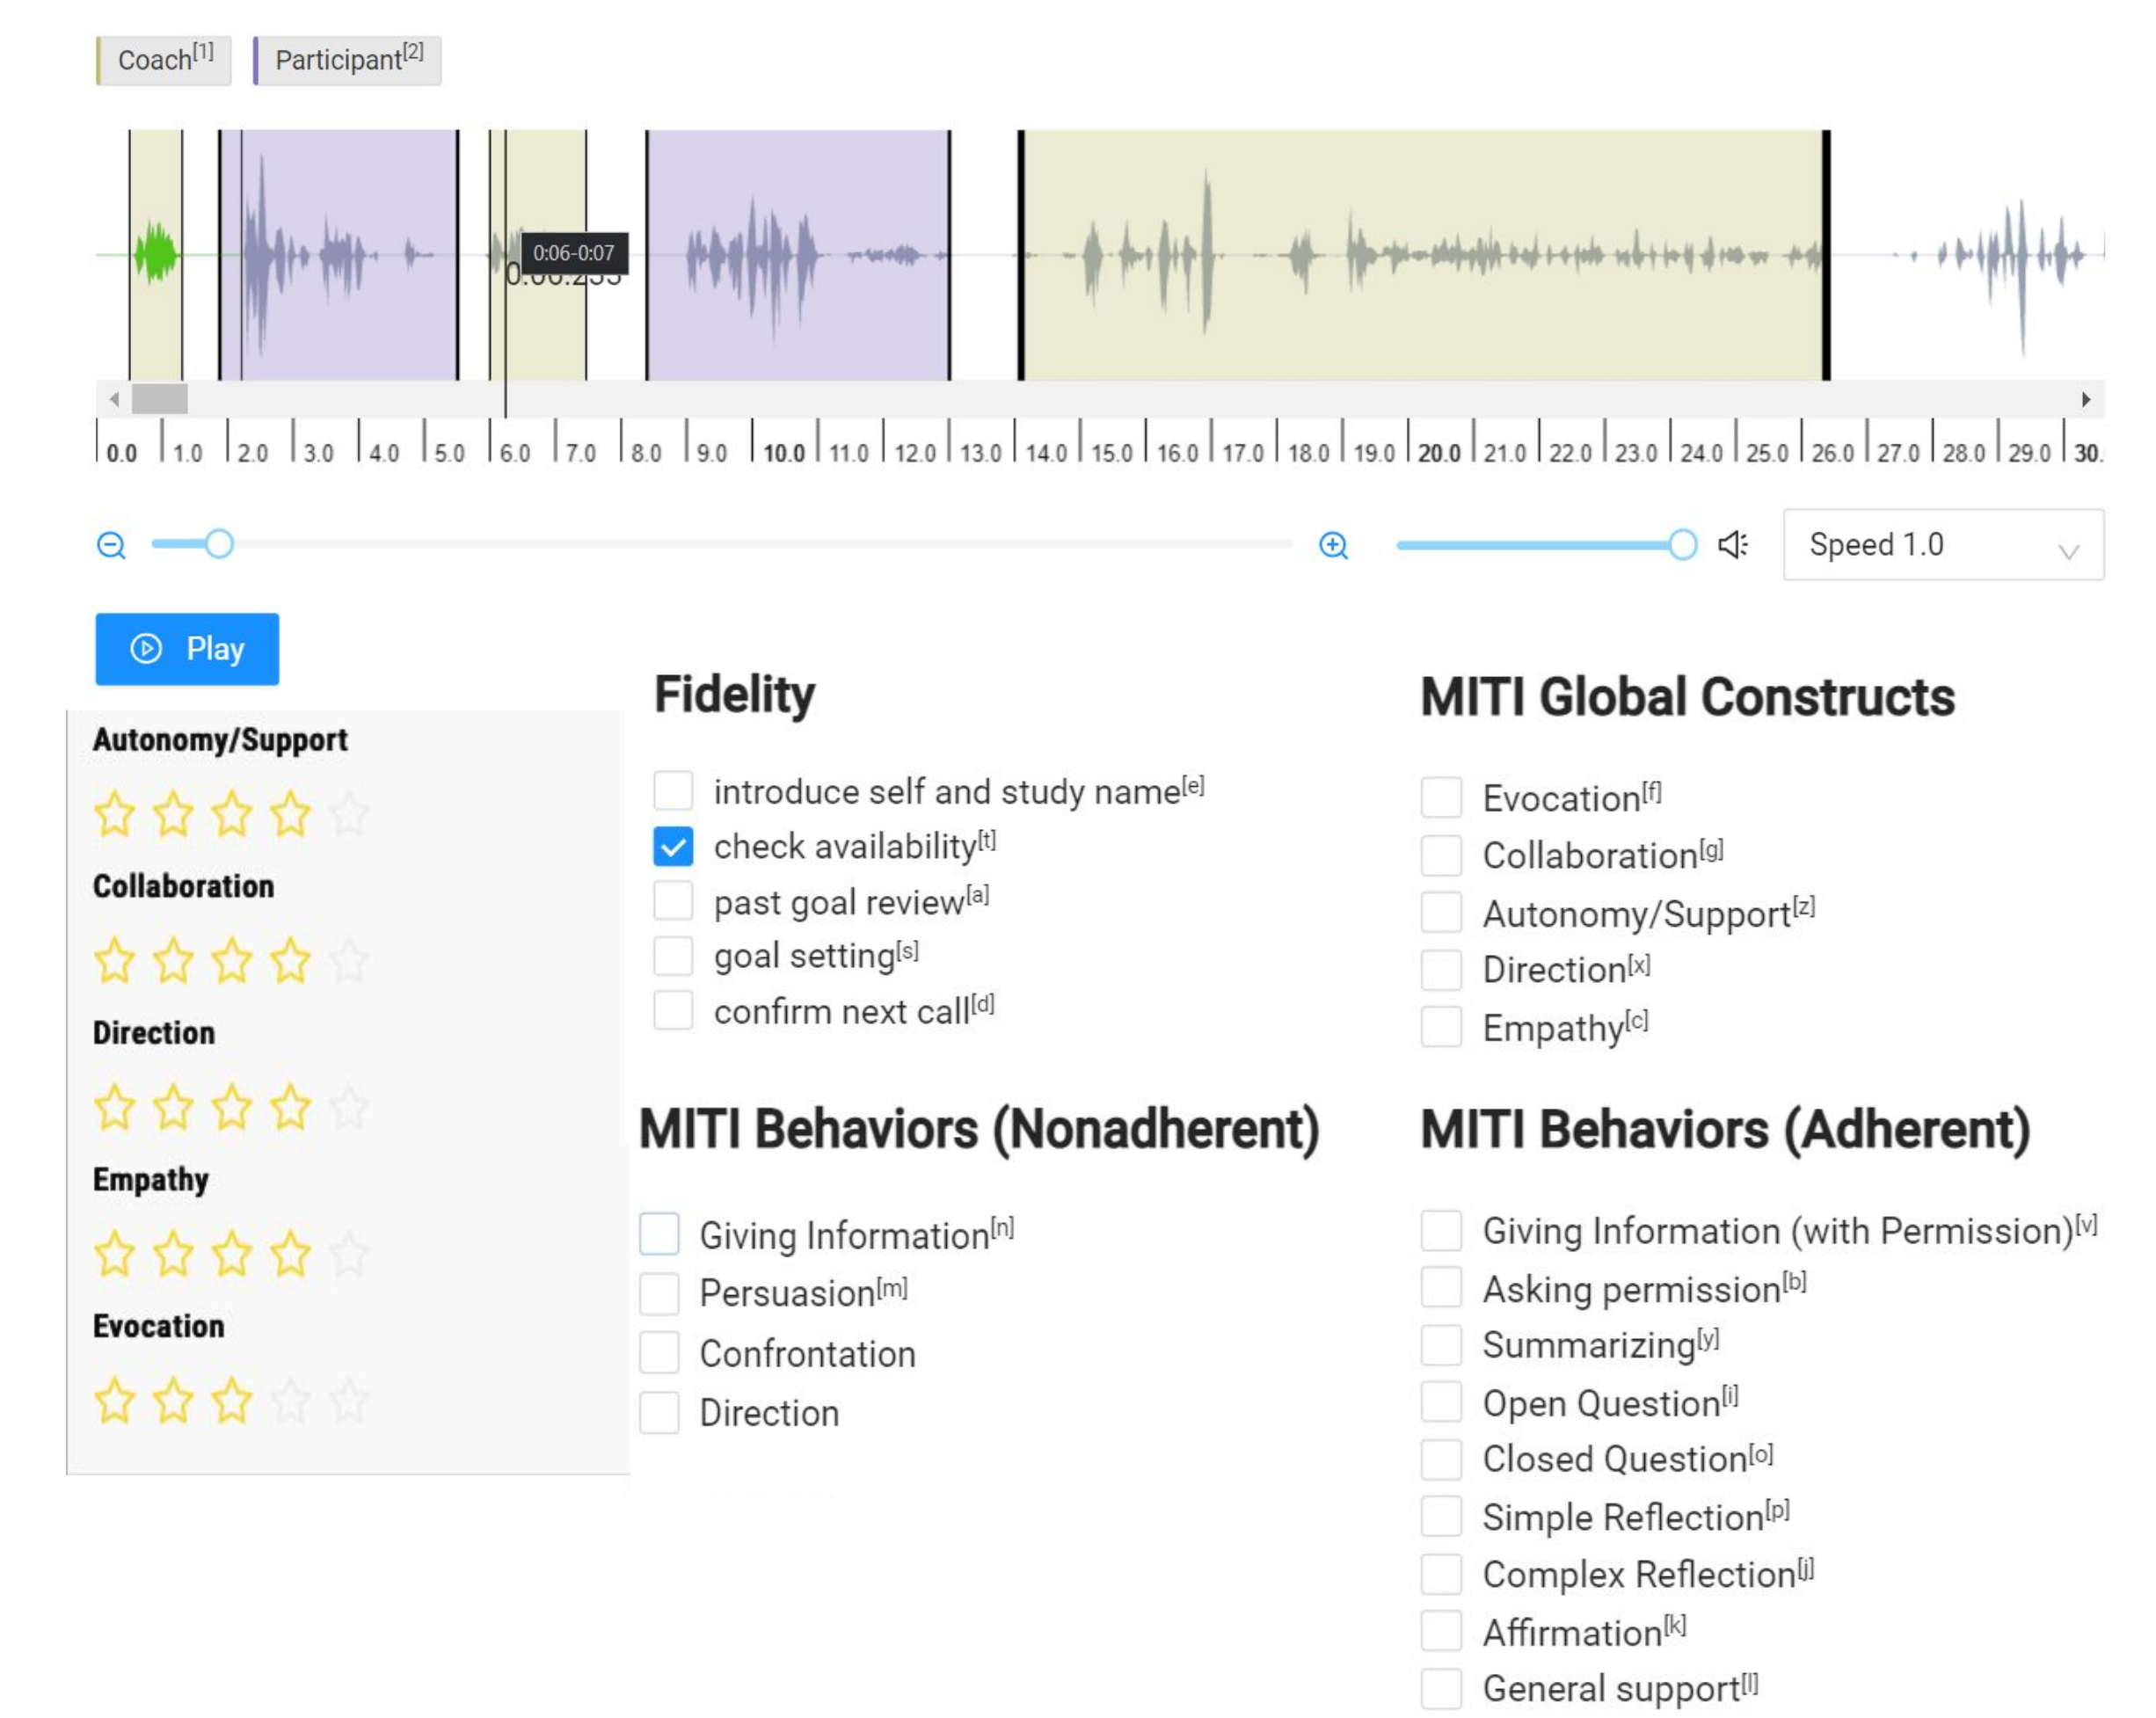 Coach[1] Participant[2]
0:06-0:07
0.0 1.0 2.0 3.0 4.0 5.0 6.0 7.0 8.0 9.0 10.0 11.0 12.0 13.0 14.0 15.0 16.0 17.0 18.0 19.0 20.0 21.0 22.0 23.0 24.0 25.0 26.0 27.0 28.0 29.0 30.
Speed 1.0
Play
Autonomy/Support
Collaboration
Direction
Empathy
Evocation
Fidelity
introduce self and study name[e]
check availability[t]
past goal review[a]
goal setting[s]
confirm next call[d]
MITI Global Constructs
Evocation[f]
Collaboration[g]
Autonomy/Support[z]
Direction[x]
Empathy[c]
MITI Behaviors (Nonadherent)
Giving Information[n]
Persuasion[m]
Confrontation
Direction
MITI Behaviors (Adherent)
Giving Information (with Permission)[v]
Asking permission[b]
Summarizing[y]
Open Question[i]
Closed Question[o]
Simple Reflection[p]
Complex Reflection[j]
Affirmation[k]
General support[l]